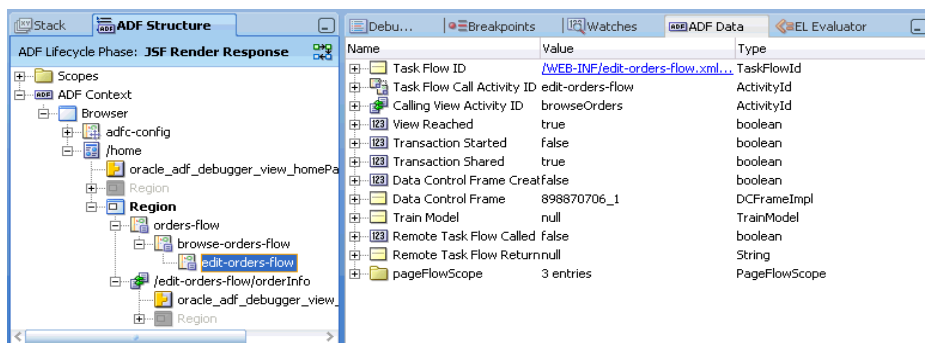 Stack ADF Structure
ADF Lifecycle Phase: JSF Render Response
Scopes
ADF Context
Browser
adfc-config
/home
oracle_adf_debugger_view_homePa
Region
Region
orders-flow
browse-orders-flow
edit-orders-flow
/edit-orders-flow/orderInfo
oracle_adf_debugger_view_
Region
Debu... Breakpoints Watches ADF Data EL Evaluator
Name Value Type
Task Flow ID /WEB-INF/edit-orders-flow.xml... TaskFlowId
Task Flow Call Activity ID edit-orders-flow ActivityId
Calling View Activity ID browseOrders ActivityId
View Reached true boolean
Transaction Started false boolean
Transaction Shared true boolean
Data Control Frame Creat false boolean
Data Control Frame 898870706_1 DCFrameImpl
Train Model null TrainModel
Remote Task Flow Called false boolean
Remote Task Flow Return null String
pageFlowScope 3 entries PageFlowScope